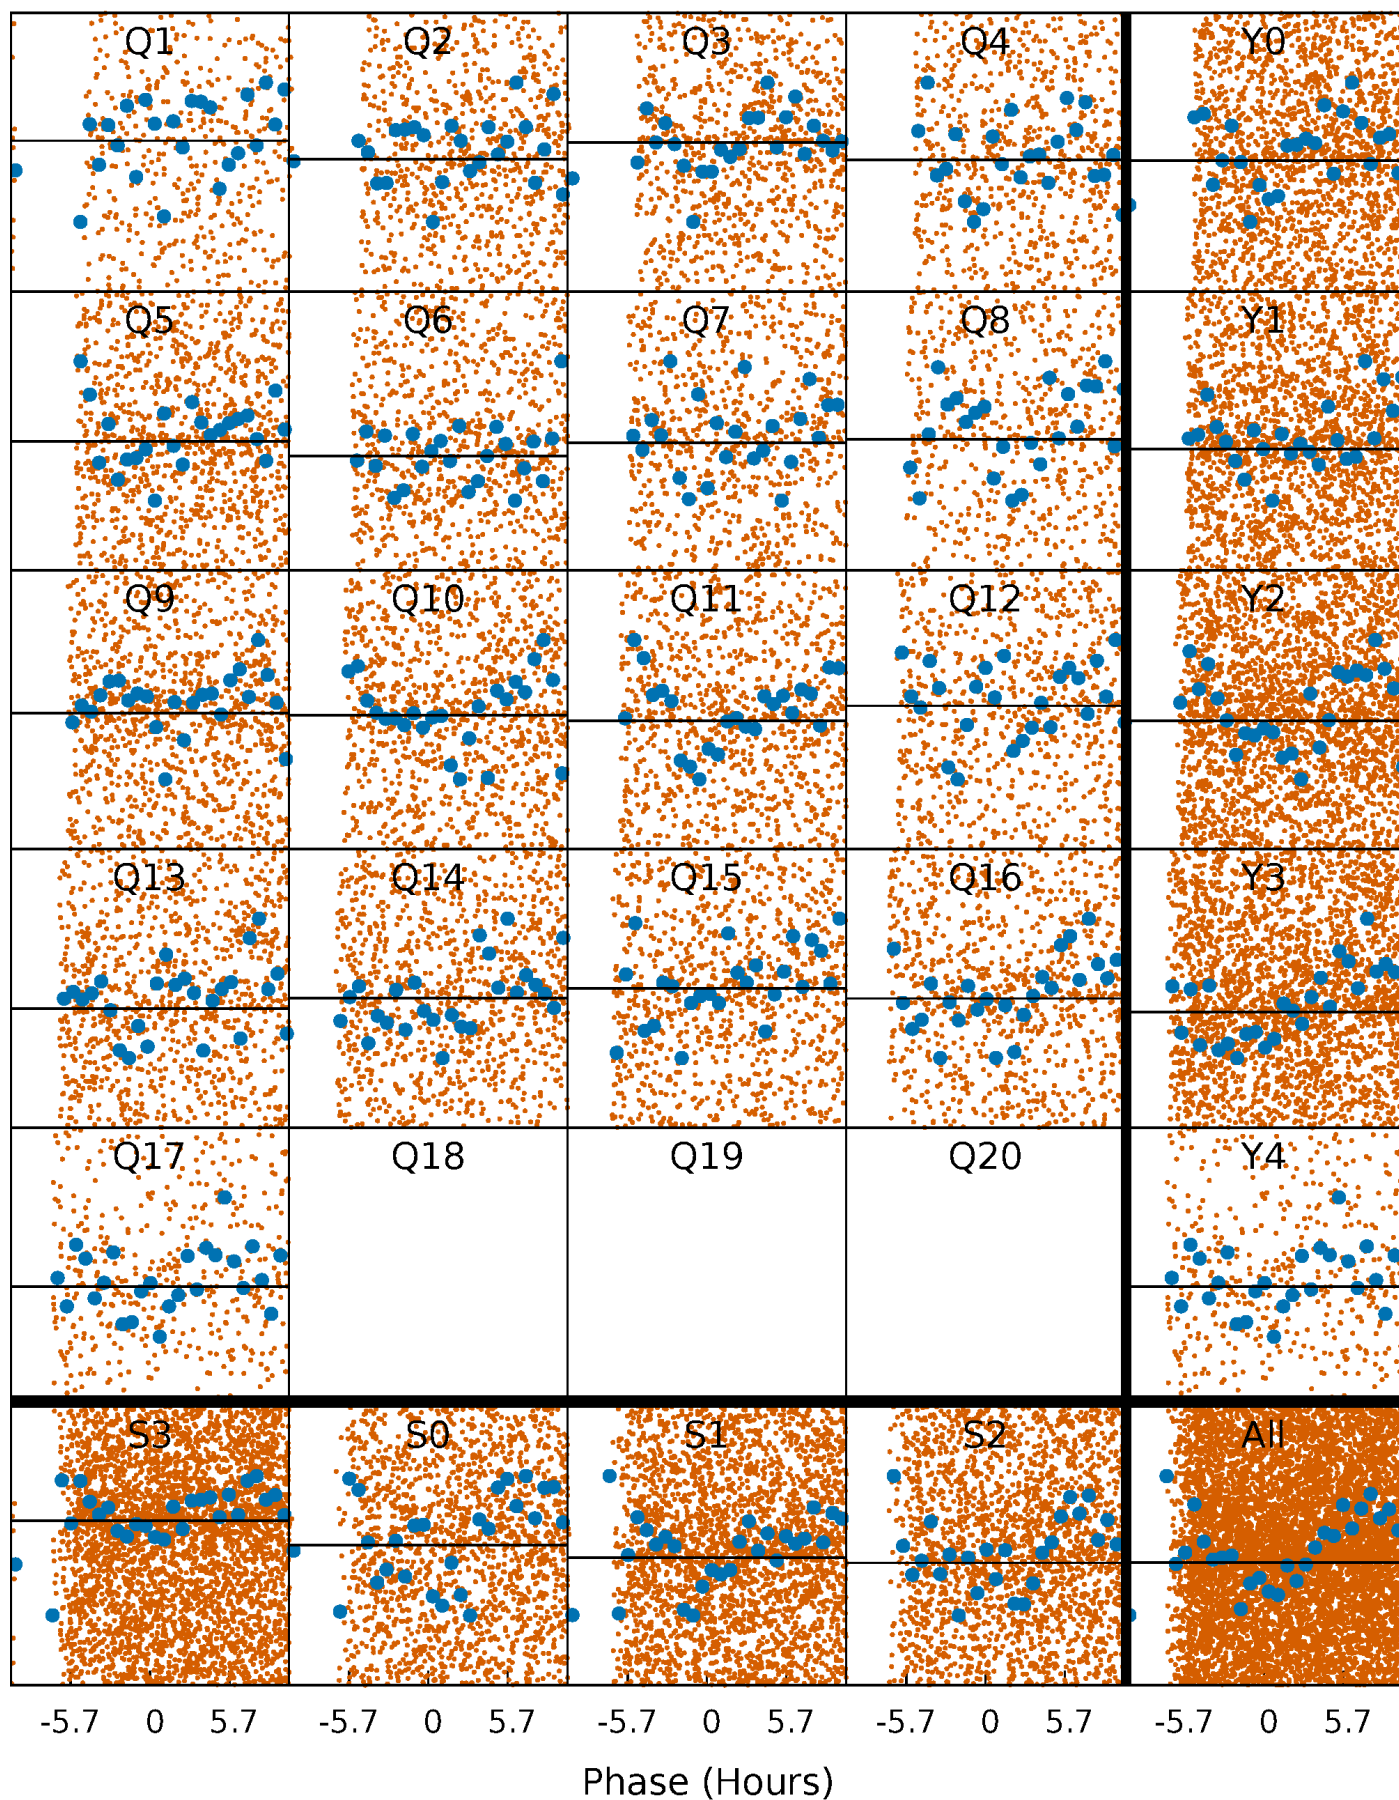 Q1 Q2 Q3 Q4 Y0
Q5 Q6 Q7 Q8 Y1
Q9 Q10 Q11 Q12 Y2
Q13 Q14 Q15 Q16 Y3
Q17 Q18 Q19 Q20 Y4
S3 S0 S1 S2 All
-5.7 0 5.7 -5.7 0 5.7 -5.7 0 5.7 -5.7 0 5.7 -5.7 0 5.7
Phase (Hours)